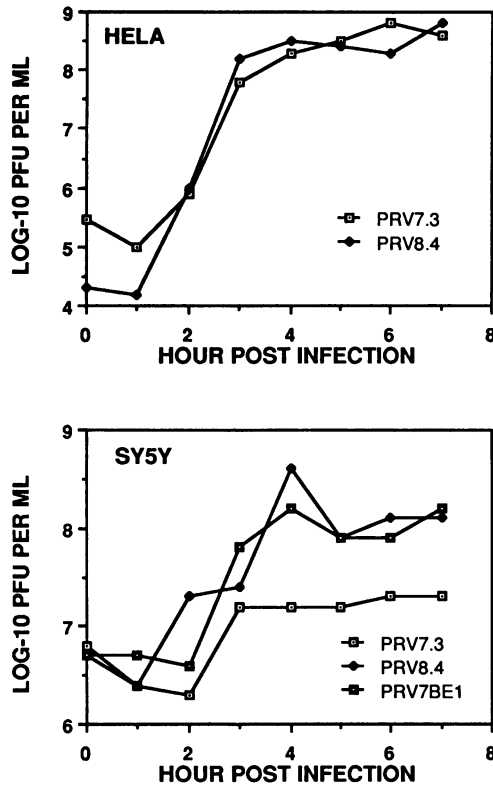 HELA
LOG-10 PFU PER ML
9
8
7
6
5
4
PRV7.3
PRV8.4
0 2 4 6 8
HOUR POST INFECTION
SY5Y
LOG-10 PFU PER ML
9
8
7
6
PRV7.3
PRV8.4
PRV7BE1
0 2 4 6 8
HOUR POST INFECTION